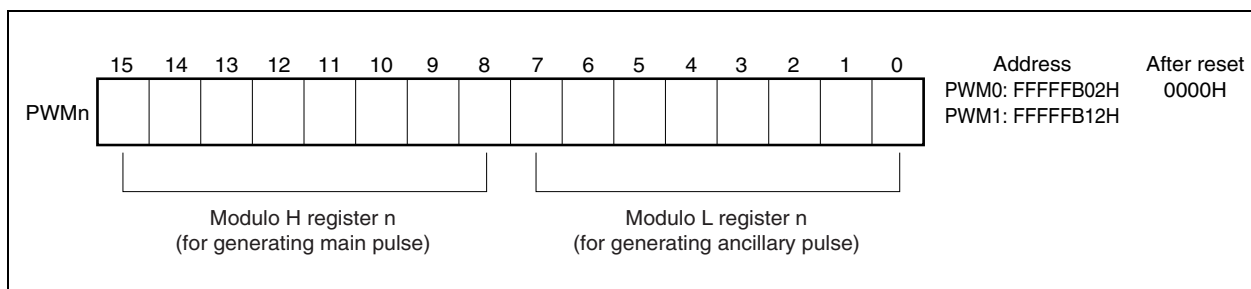 15 14 13 12 11 10 9 8 7 6 5 4 3 2 1 0 Address After reset
PWMn PWM0: FFFFFB02H 0000H
PWM1: FFFFFB12H
Modulo H register n Modulo L register n
(for generating main pulse) (for generating ancillary pulse)